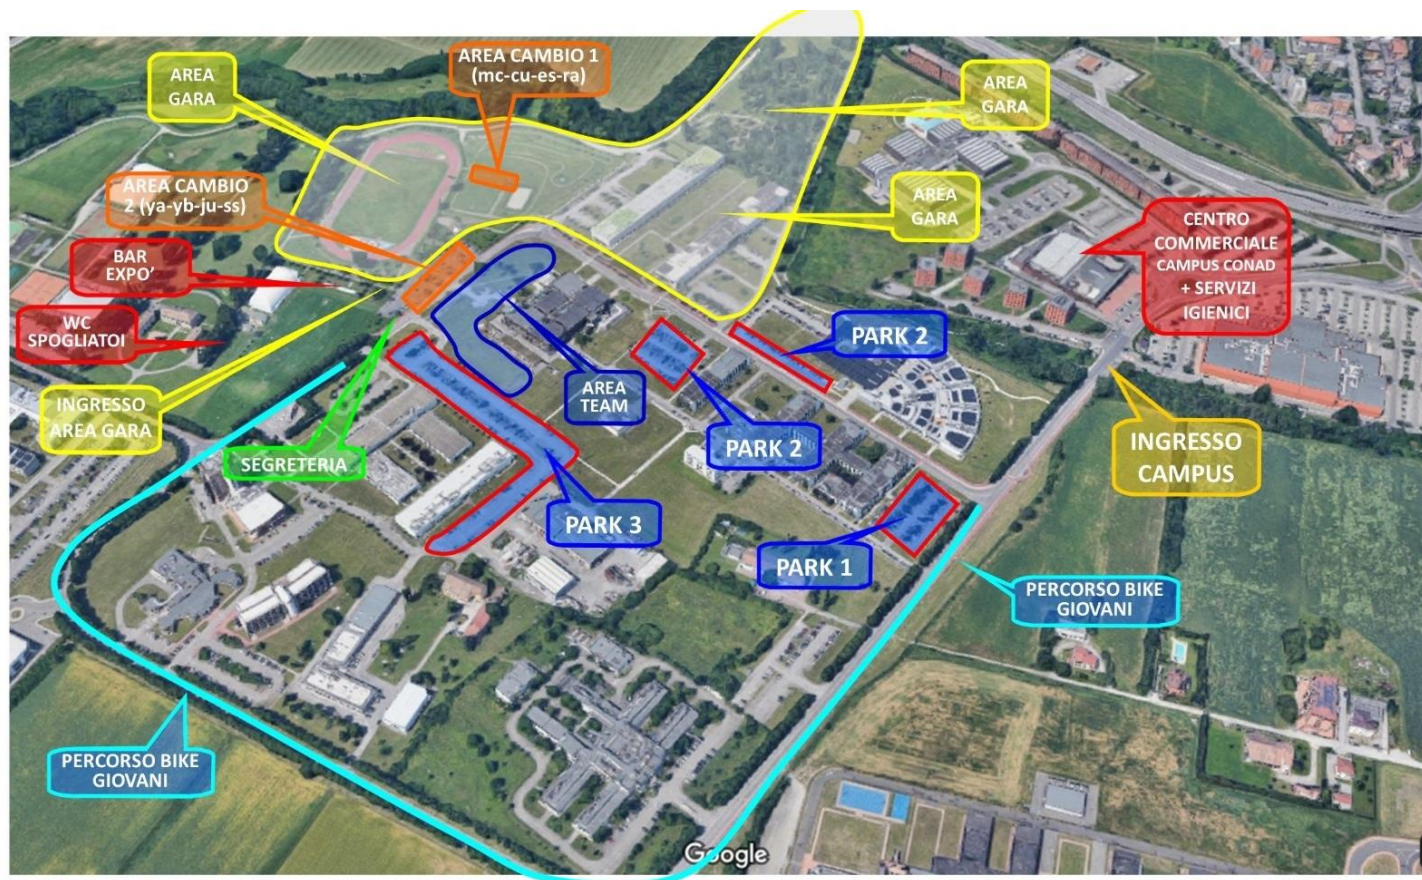 AREA
GARA
AREA CAMBIO 1
(mc-cu-es-ra)
AREA
GARA
AREA CAMBIO
2 (ya-yb-ju-ss)
AREA
GARA
BAR
EXPO'
CENTRO
COMMERCIALE
CAMPUS CONAD
+ SERVIZI
IGIENICI
WC
SPOGLIATOI
PARK 2
AREA
TEAM
INGRESSO
AREA GARA
PARK 2
INGRESSO
CAMPUS
SEGRETERIA
PARK 3
PARK 1
PERCORSO BIKE
GIOVANI
PERCORSO BIKE
GIOVANI
Google